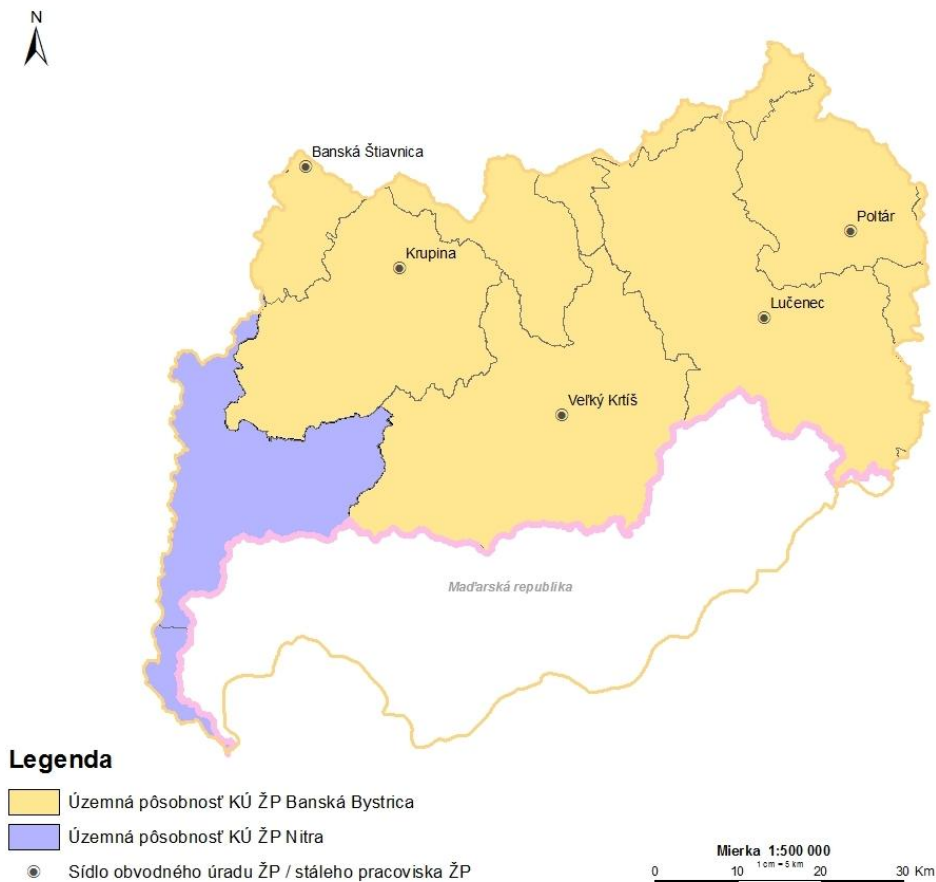 N
Banská Štiavnica
Poltár
Krupina
Lučenec
Veľký Krtíš
Maďarská republika
Legenda
Územná pôsobnosť KÚ ŽP Banská Bystrica
Územná pôsobnosť KÚ ŽP Nitra
Sídlo obvodného úradu ŽP / stáleho pracoviska ŽP
Mierka 1:500 000
1 cm = 5 km
0 10 20 30 Km